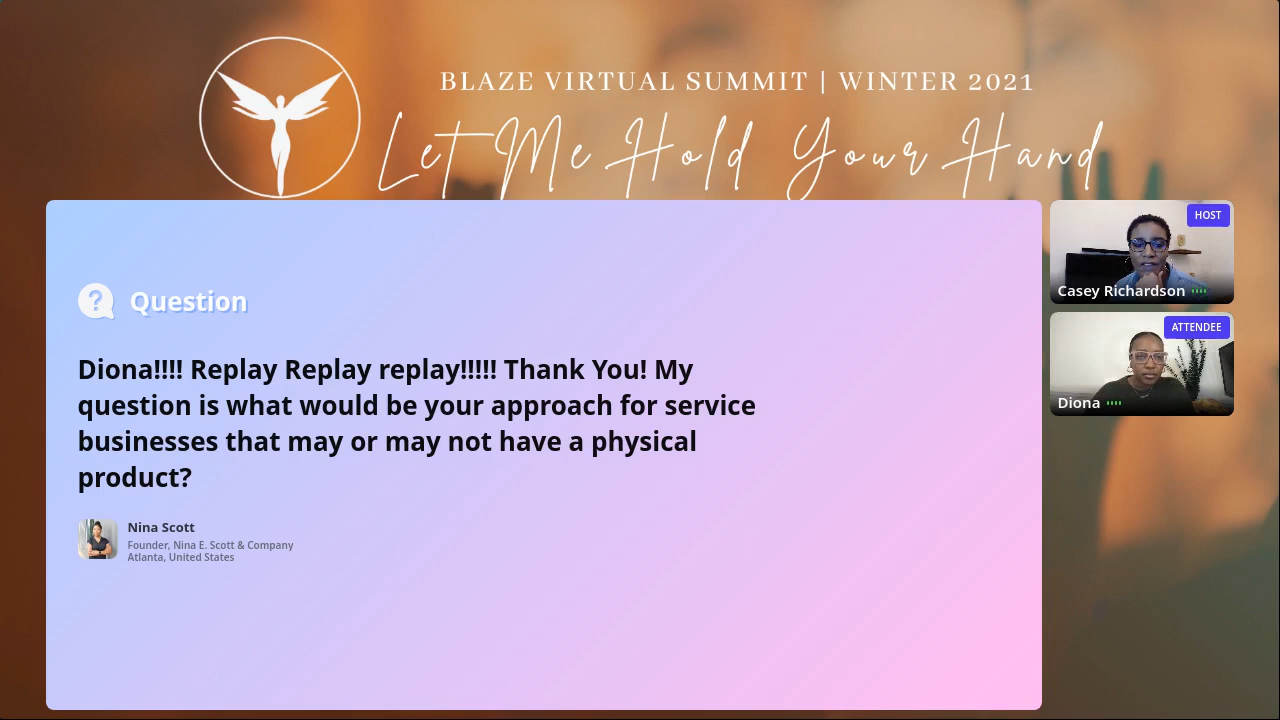 BLAZE VIRTUAL SUMMIT | WINTER 2021
Let Me Hold Your Hand
HOST
Casey Richardson
ATTENDEE
Diona
Question
Diona!!!! Replay Replay replay!!!!! Thank You! My
question is what would be your approach for service
businesses that may or may not have a physical
product?
Nina Scott
Founder, Nina E. Scott & Company
Atlanta, United States